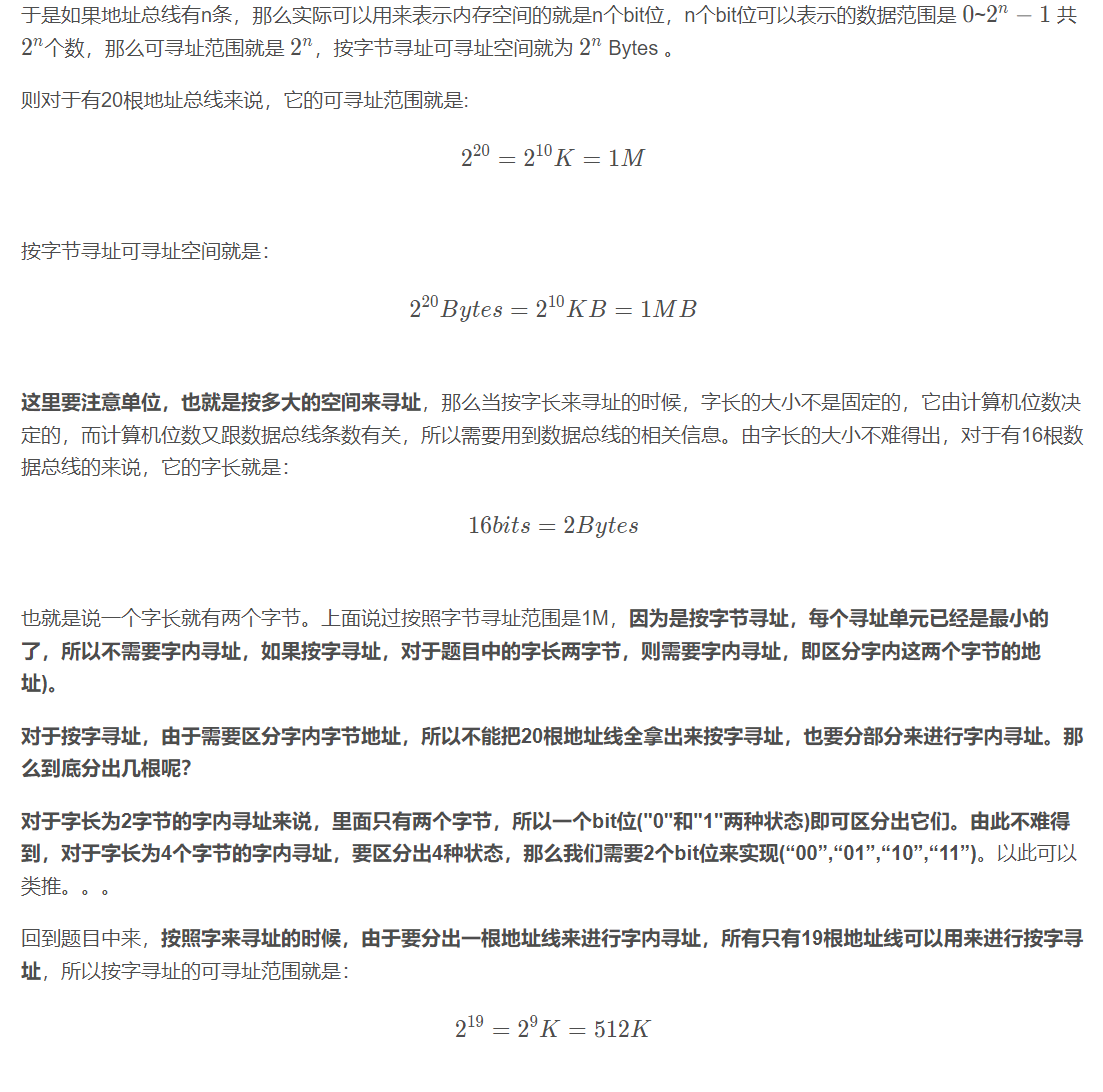 于是如果地址总线有n条，那么实际可以用来表示内存空间的就是n个bit位，n个bit位可以表示的数据范围是 0~2^n − 1 共
2^n个数，那么可寻址范围就是 2^n，按字节寻址可寻址空间就为 2^n Bytes 。
则对于有20根地址总线来说，它的可寻址范围就是:
2^20 = 2^10 K = 1M
按字节寻址可寻址空间就是：
2^20 Bytes = 2^10 KB = 1MB
这里要注意单位，也就是按多大的空间来寻址，那么当按字长来寻址的时候，字长的大小不是固定的，它由计算机位数决
定的，而计算机位数又跟数据总线条数有关，所以需要用到数据总线的相关信息。由字长的大小不难得出，对于有16根数
据总线的来说，它的字长就是：
16bits = 2Bytes
也就是说一个字长就有两个字节。上面说过按照字节寻址范围是1M，因为是按字节寻址，每个寻址单元已经是最小的
了，所以不需要字内寻址，如果按字寻址，对于题目中的字长两字节，则需要字内寻址，即区分字内这两个字节的地
址)。
对于按字寻址，由于需要区分字内字节地址，所以不能把20根地址线全拿出来按字寻址，也要分部分来进行字内寻址。那
么到底分出几根呢？
对于字长为2字节的字内寻址来说，里面只有两个字节，所以一个bit位("0"和"1"两种状态)即可区分出它们。由此不难得
到，对于字长为4个字节的字内寻址，要区分出4种状态，那么我们需要2个bit位来实现(“00”,“01”,“10”,“11”)。以此可以
类推。。。
回到题目中来，按照字来寻址的时候，由于要分出一根地址线来进行字内寻址，所有只有19根地址线可以用来进行按字寻
址，所以按字寻址的可寻址范围就是：
2^19 = 2^9 K = 512K